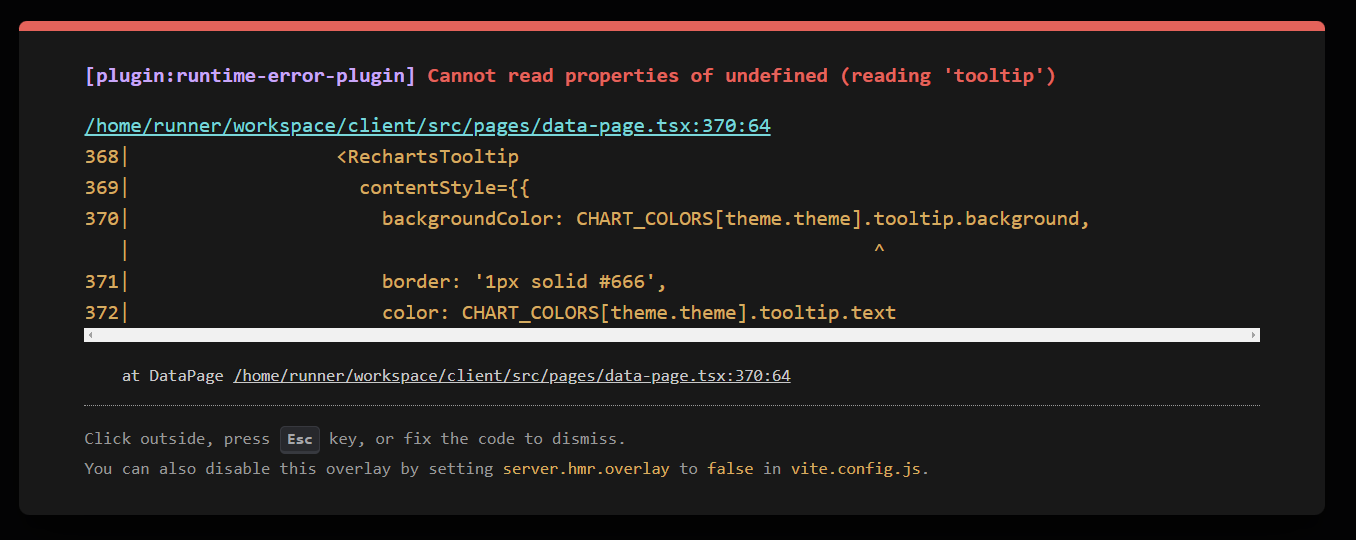 [plugin:runtime-error-plugin] Cannot read properties of undefined (reading 'tooltip')
/home/runner/workspace/client/src/pages/data-page.tsx:370:64
368|                   <RechartsTooltip
369|                     contentStyle={{
370|                       backgroundColor: CHART_COLORS[theme.theme].tooltip.background,
   |                                                                  ^
371|                       border: '1px solid #666',
372|                       color: CHART_COLORS[theme.theme].tooltip.text
at DataPage /home/runner/workspace/client/src/pages/data-page.tsx:370:64
Click outside, press Esc key, or fix the code to dismiss.
You can also disable this overlay by setting server.hmr.overlay to false in vite.config.js.